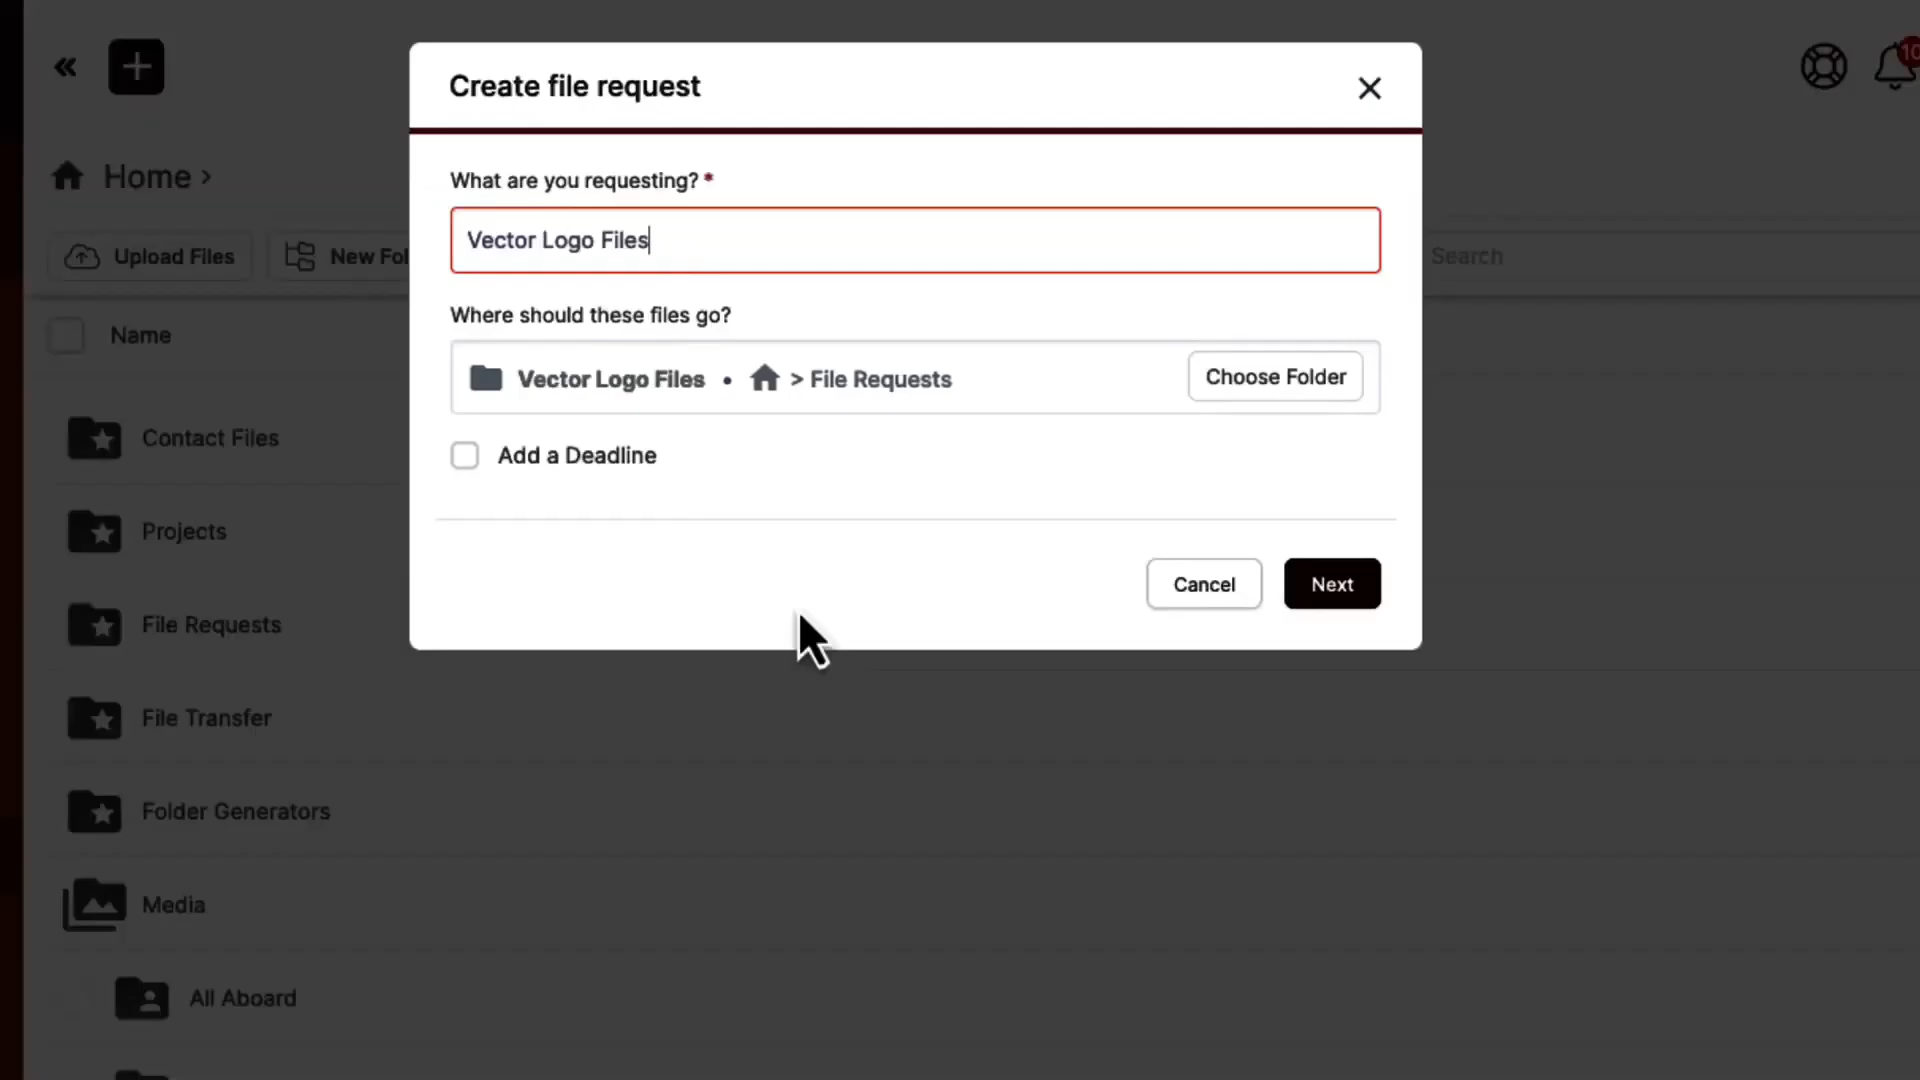 10
Create file request
Home >
What are you requesting? *
Vector Logo Files
Upload Files
New Fol
Search
Where should these files go?
Name
Vector Logo Files • > File Requests
Choose Folder
Contact Files
Add a Deadline
Projects
Cancel
Next
File Requests
File Transfer
Folder Generators
Media
All Aboard